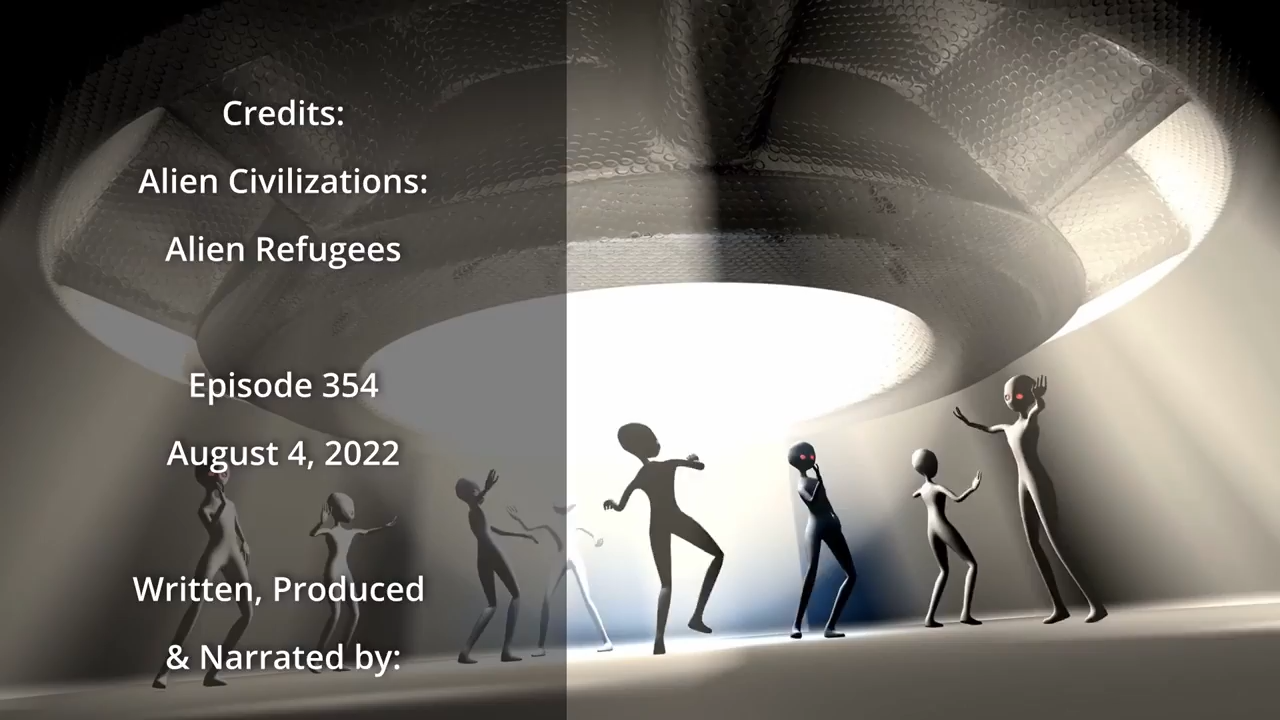 Credits:
Alien Civilizations:
Alien Refugees
Episode 354
August 4, 2022
Written, Produced
& Narrated by: